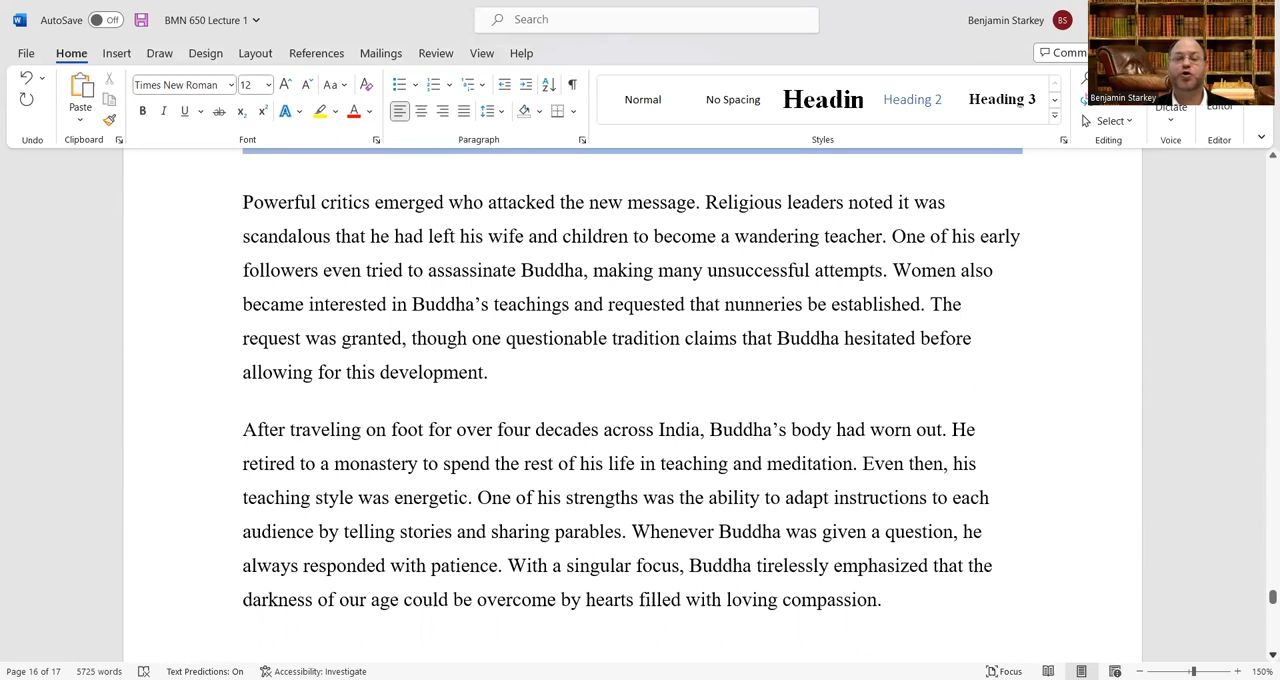 AutoSave Off BMN 650 Lecture 1 Search Benjamin Starkey BS
File Home Insert Draw Design Layout References Mailings Review View Help
Times New Roman 12 Aa
Paste
Normal No Spacing Headin Heading 2 Heading 3
Benjamin Starkey
Dictate Editor
Select
Undo Clipboard Font Paragraph Styles Editing Voice Editor
Powerful critics emerged who attacked the new message. Religious leaders noted it was
scandalous that he had left his wife and children to become a wandering teacher. One of his early
followers even tried to assassinate Buddha, making many unsuccessful attempts. Women also
became interested in Buddha’s teachings and requested that nunneries be established. The
request was granted, though one questionable tradition claims that Buddha hesitated before
allowing for this development.
After traveling on foot for over four decades across India, Buddha’s body had worn out. He
retired to a monastery to spend the rest of his life in teaching and meditation. Even then, his
teaching style was energetic. One of his strengths was the ability to adapt instructions to each
audience by telling stories and sharing parables. Whenever Buddha was given a question, he
always responded with patience. With a singular focus, Buddha tirelessly emphasized that the
darkness of our age could be overcome by hearts filled with loving compassion.
Page 16 of 17 5725 words Text Predictions: On Accessibility: Investigate Focus 150%